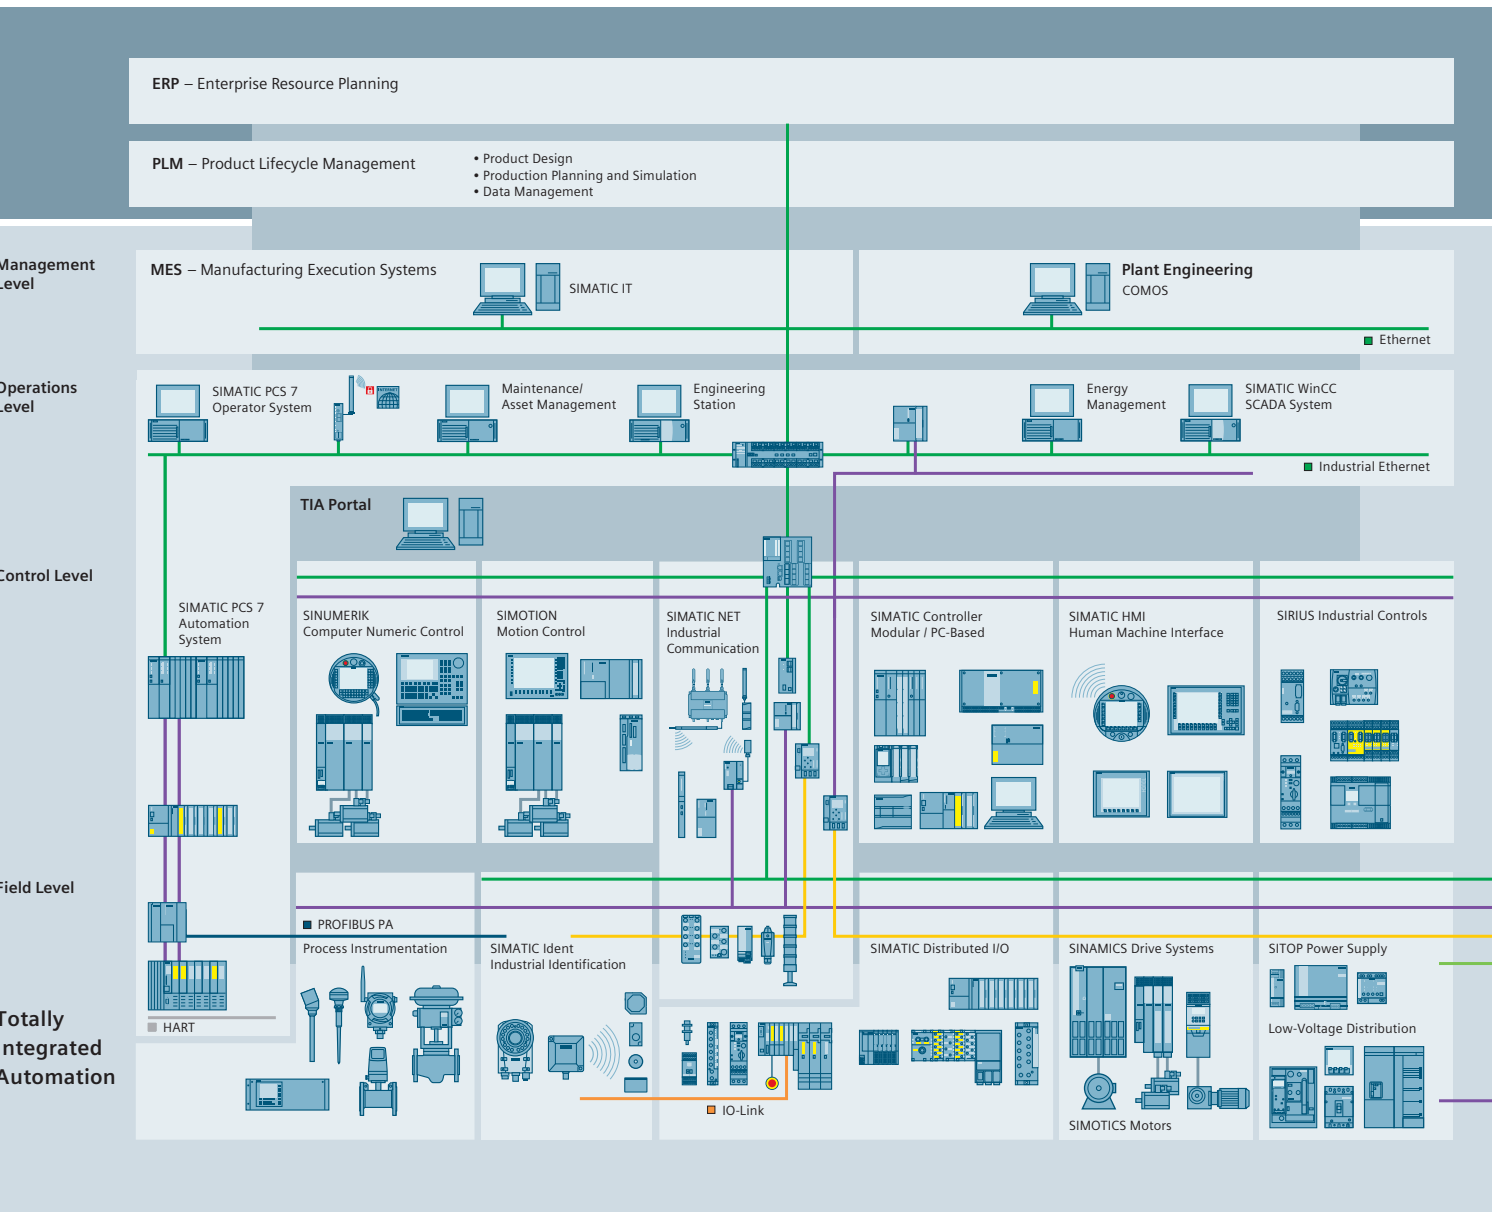 ERP – Enterprise Resource Planning
PLM – Product Lifecycle Management
• Product Design
• Production Planning and Simulation
• Data Management
Management
Level
MES – Manufacturing Execution Systems
SIMATIC IT
Plant Engineering
COMOS
Ethernet
Operations
Level
SIMATIC PCS 7
Operator System
Maintenance/
Asset Management
Engineering
Station
Energy
Management
SIMATIC WinCC
SCADA System
Industrial Ethernet
TIA Portal
Control Level
SIMATIC PCS 7
Automation
System
SINUMERIK
Computer Numeric Control
SIMOTION
Motion Control
SIMATIC NET
Industrial
Communication
SIMATIC Controller
Modular / PC-Based
SIMATIC HMI
Human Machine Interface
SIRIUS Industrial Controls
Field Level
PROFIBUS PA
Process Instrumentation
SIMATIC Ident
Industrial Identification
SIMATIC Distributed I/O
SINAMICS Drive Systems
SITOP Power Supply
HART
Low-Voltage Distribution
Totally
Integrated
Automation
IO-Link
SIMOTICS Motors